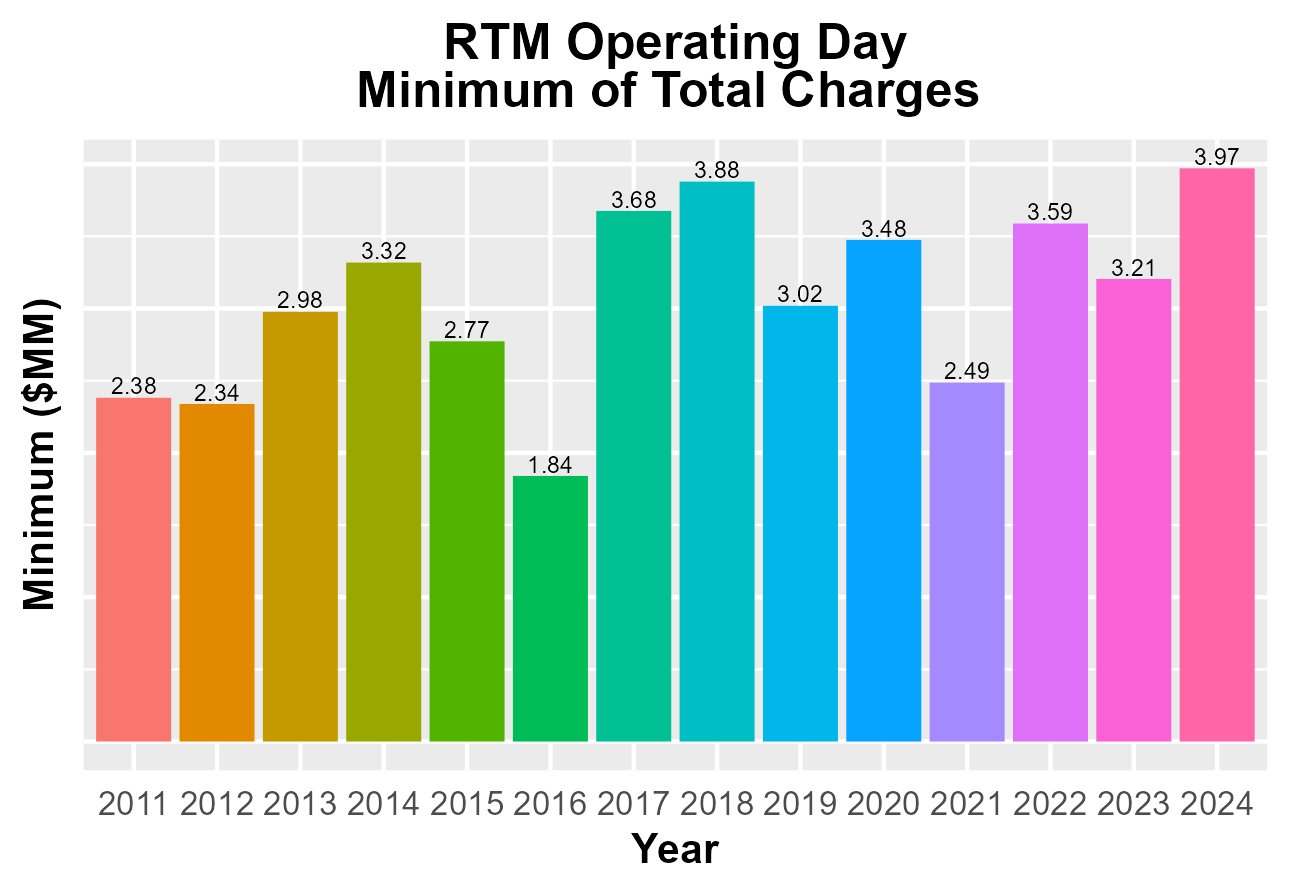 RTM Operating Day
Minimum of Total Charges
Minimum ($MM)
2.38 2.34 2.98 3.32 2.77 1.84 3.68 3.88 3.02 3.48 2.49 3.59 3.21 3.97
2011 2012 2013 2014 2015 2016 2017 2018 2019 2020 2021 2022 2023 2024
Year